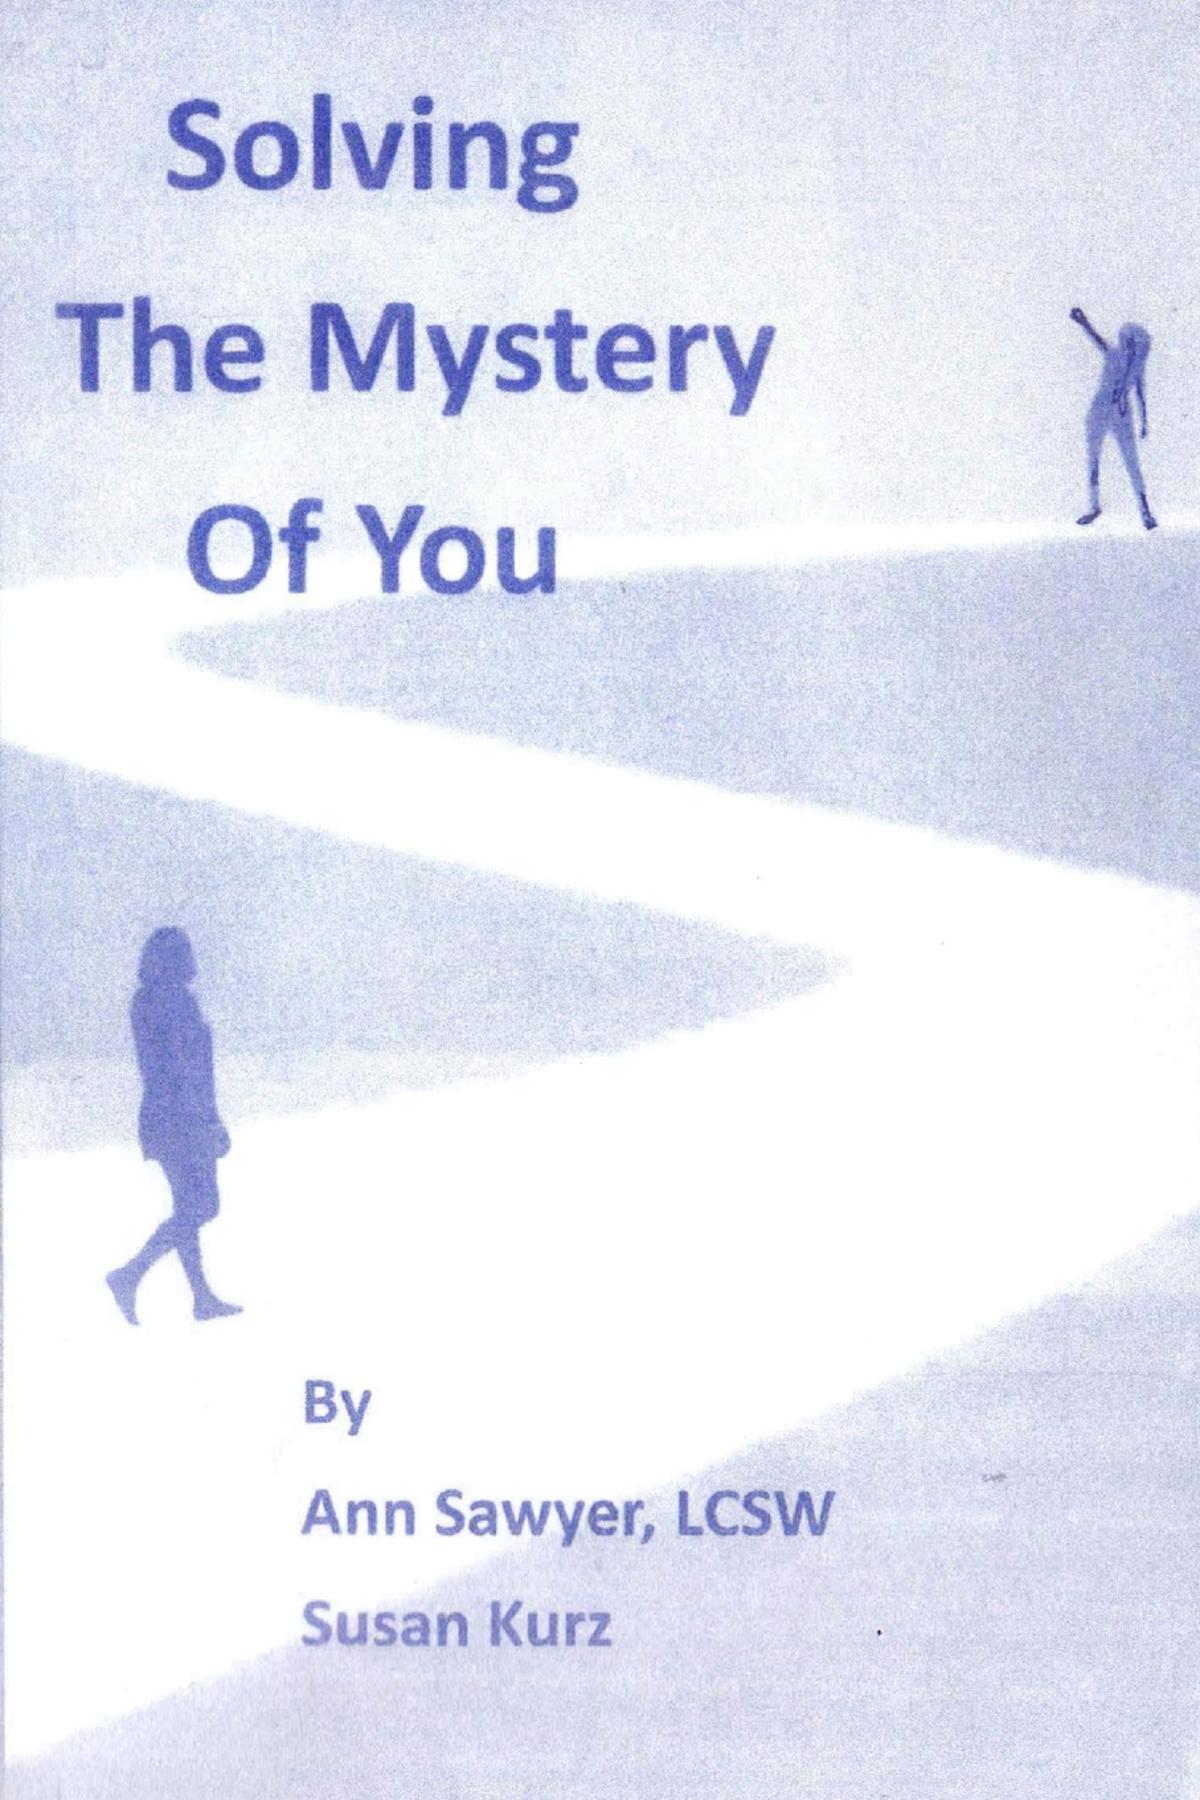 Solving
The Mystery
Of You
By
Ann Sawyer, LCSW
Susan Kurz